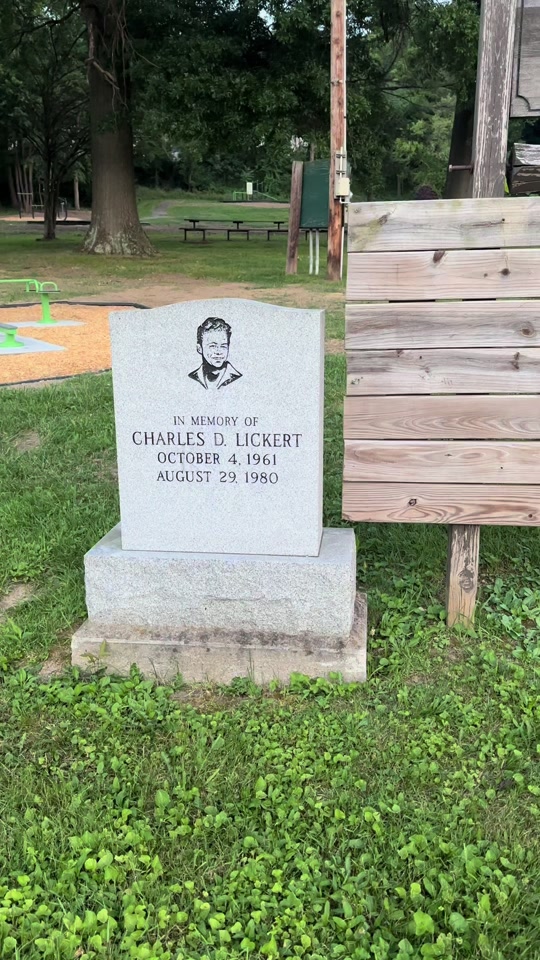 IN MEMORY OF
CHARLES D. LICKERT
OCTOBER 4, 1961
AUGUST 29, 1980